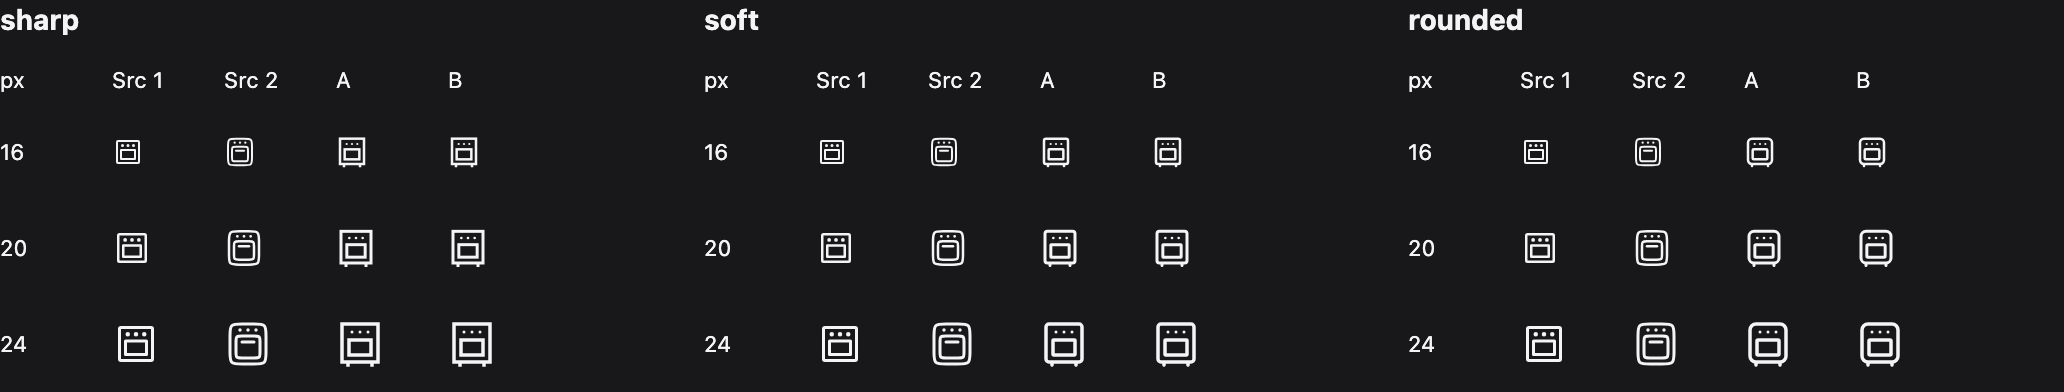 sharp soft rounded
px Src 1 Src 2 A B px Src 1 Src 2 A B px Src 1 Src 2 A B
16 16 16
20 20 20
24 24 24